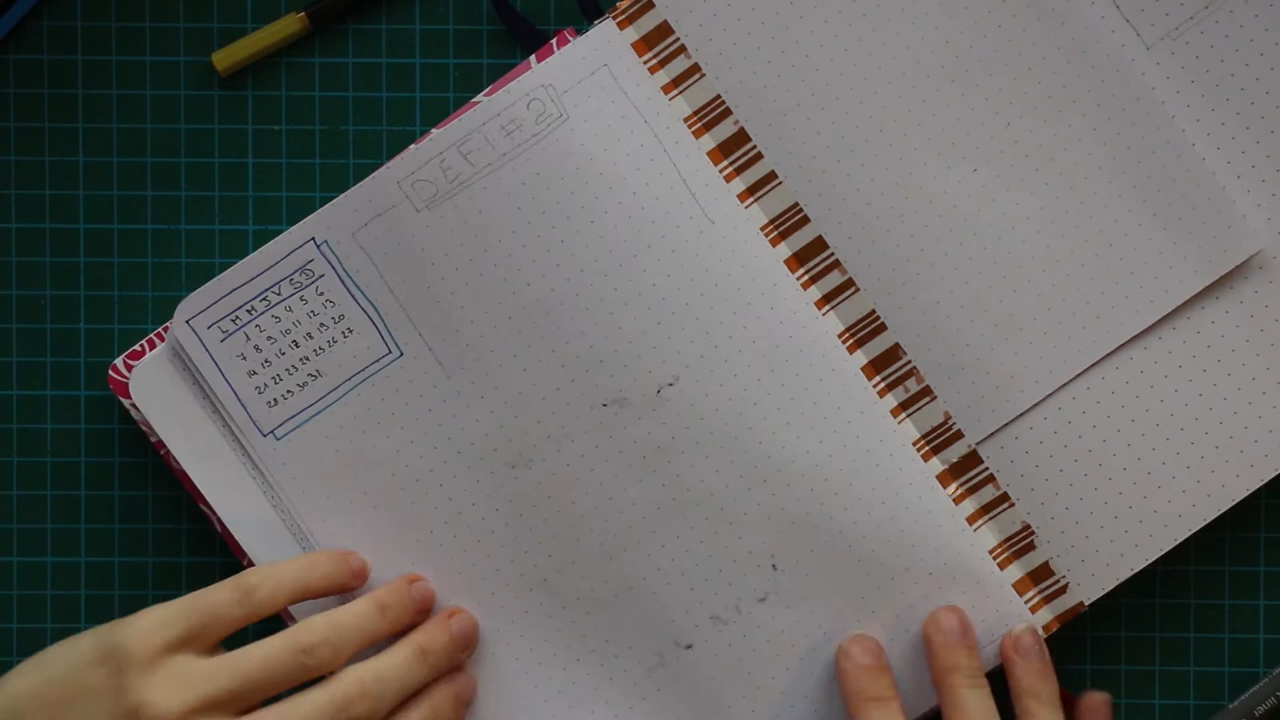 DEFI #2
L M M J V S D
1 2 3 4 5 6
7 8 9 10 11 12 13
14 15 16 17 18 19 20
21 22 23 24 25 26 27
28 29 30 31
liner